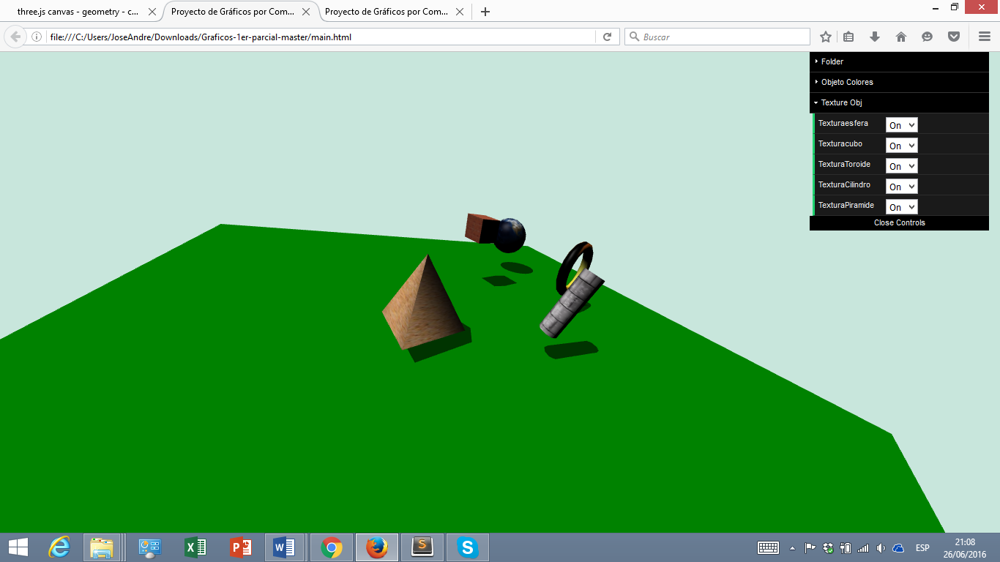 three.js canvas - geometry - c...
Proyecto de Gráficos por Com...
Proyecto de Gráficos por Com...
file:///C:/Users/JoseAndre/Downloads/Graficos-1er-parcial-master/main.html
Buscar
Folder
Objeto Colores
Texture Obj
Texturaesfera On
Texturacubo On
TexturaToroide On
TexturaCilindro On
TexturaPiramide On
Close Controls
ESP
21:08
26/06/2016